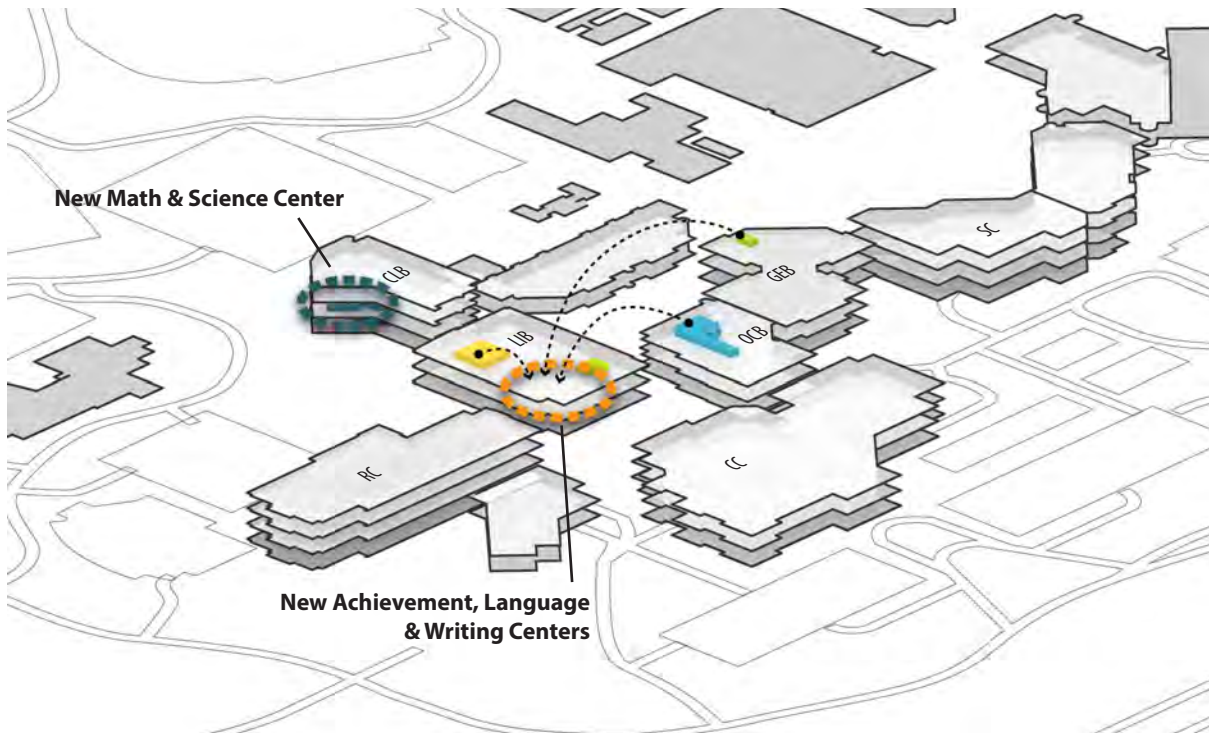 New Math & Science Center
CLB
SC
GEB
LIB
OCB
RC
CC
New Achievement, Language
& Writing Centers